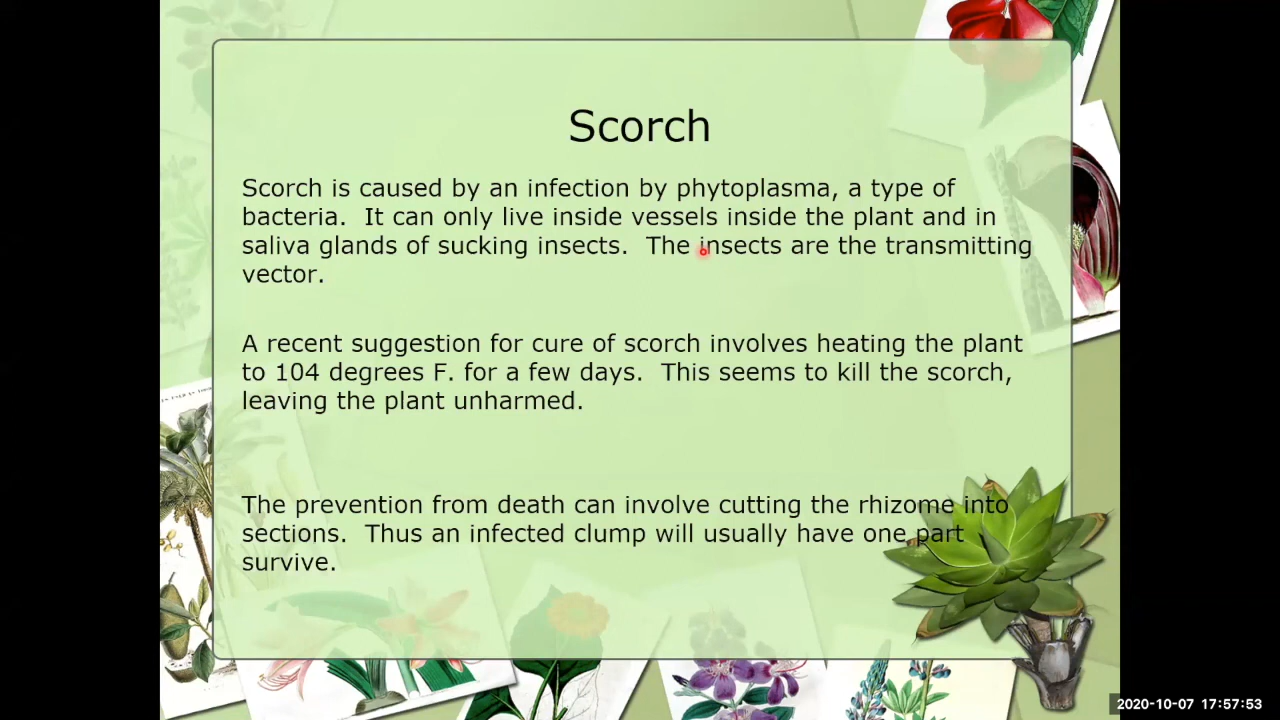 Scorch
Scorch is caused by an infection by phytoplasma, a type of
bacteria.  It can only live inside vessels inside the plant and in
saliva glands of sucking insects.  The insects are the transmitting
vector.
A recent suggestion for cure of scorch involves heating the plant
to 104 degrees F. for a few days.  This seems to kill the scorch,
leaving the plant unharmed.
The prevention from death can involve cutting the rhizome into
sections.  Thus an infected clump will usually have one part
survive.
2020-10-07 17:57:53